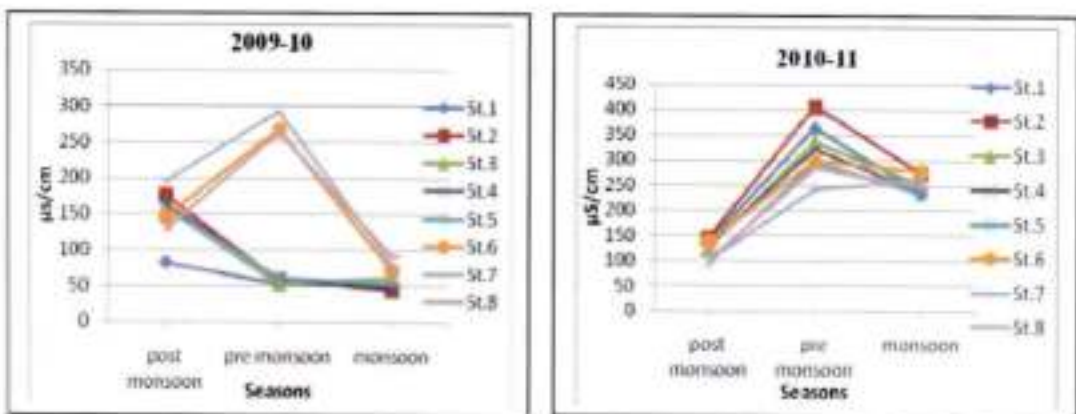 2009-10
350
300
250
200
150
100
50
0
µs/cm
post monsoon
pre monsoon
monsoon
Seasons
St.1
St.2
St.3
St.4
St.5
St.6
St.7
St.8
2010-11
450
400
350
300
250
200
150
100
50
0
µS/cm
post
monsoon
pre
monsoon
monsoon
Seasons
St.1
St.2
St.3
St.4
St.5
St.6
St.7
St.8